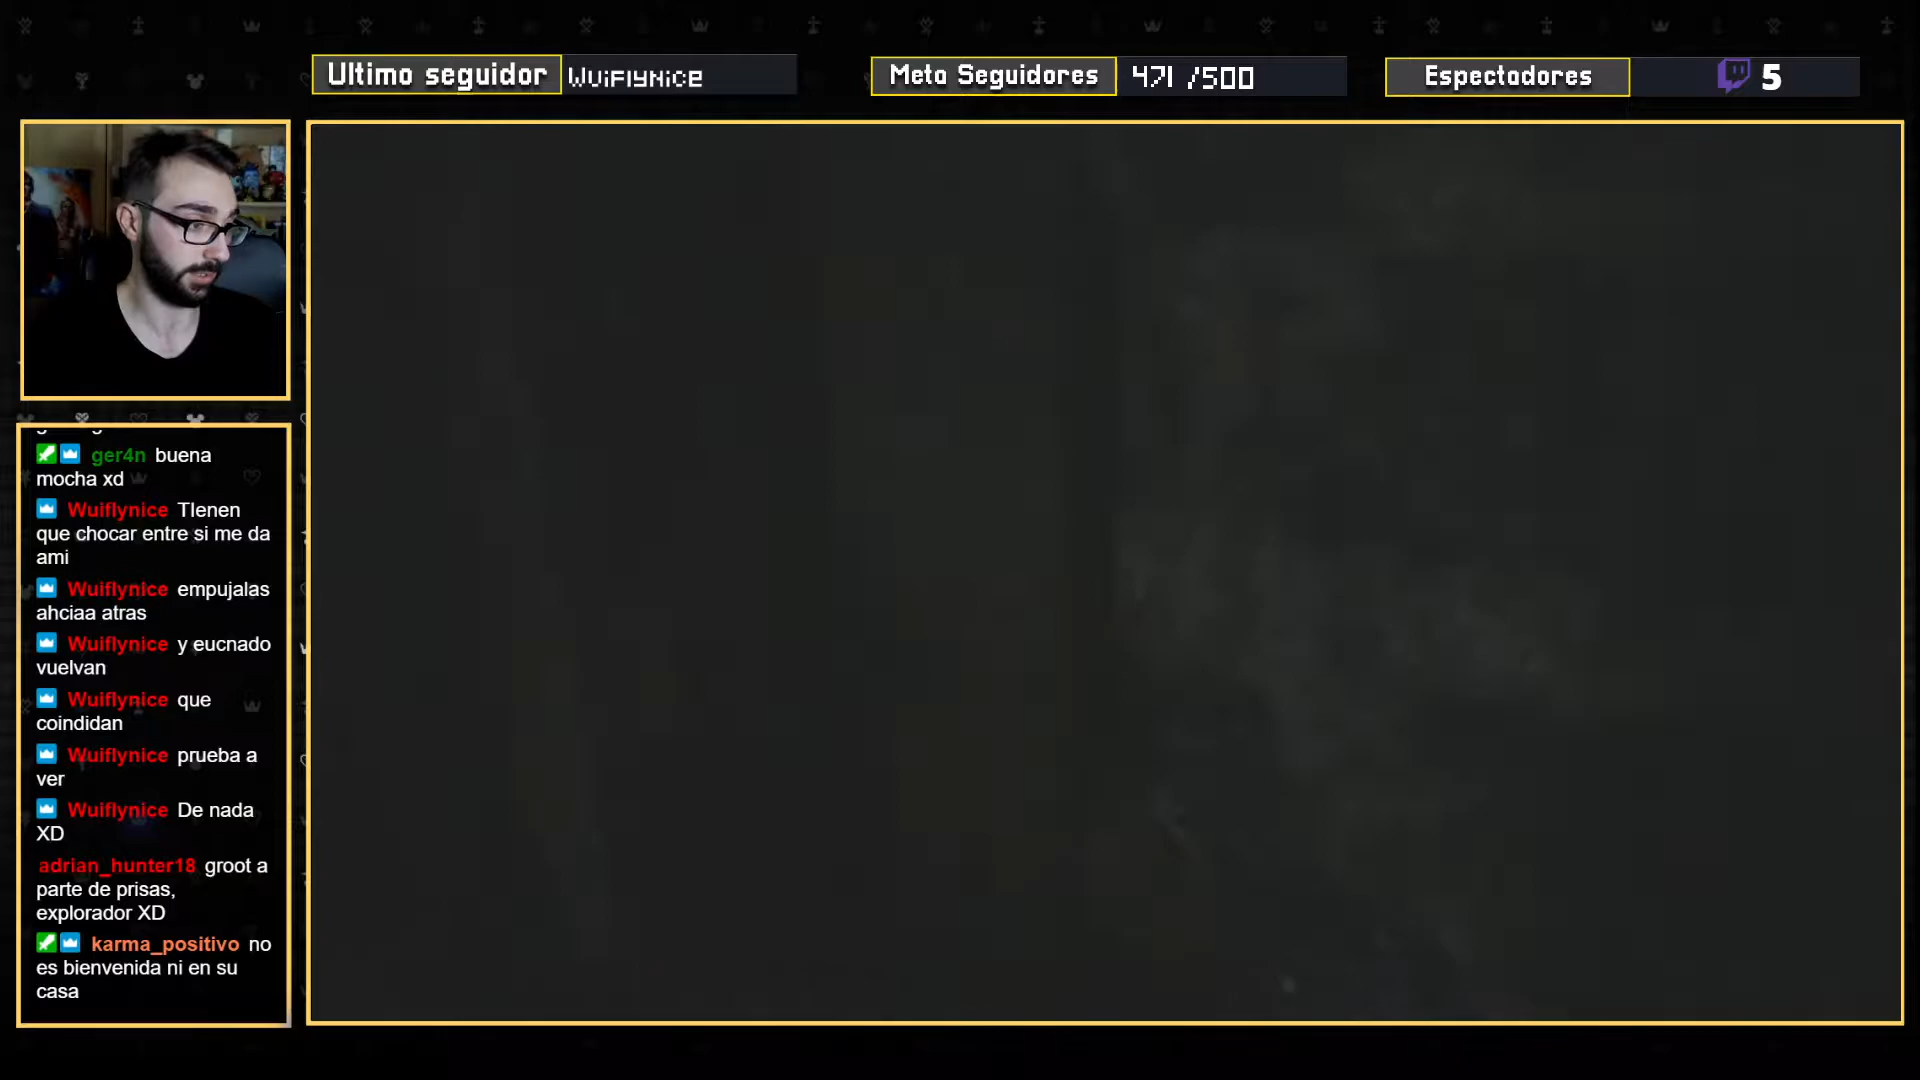 Ultimo seguidor WuiFlyNice
Meta Seguidores 471 /500
Espectadores 5
ger4n buena
mocha xd
Wuiflynice TIenen
que chocar entre si me da
ami
Wuiflynice empujalas
ahciaa atras
Wuiflynice y eucnado
vuelvan
Wuiflynice que
coindidan
Wuiflynice prueba a
ver
Wuiflynice De nada
XD
adrian_hunter18 groot a
parte de prisas,
explorador XD
karma_positivo no
es bienvenida ni en su
casa